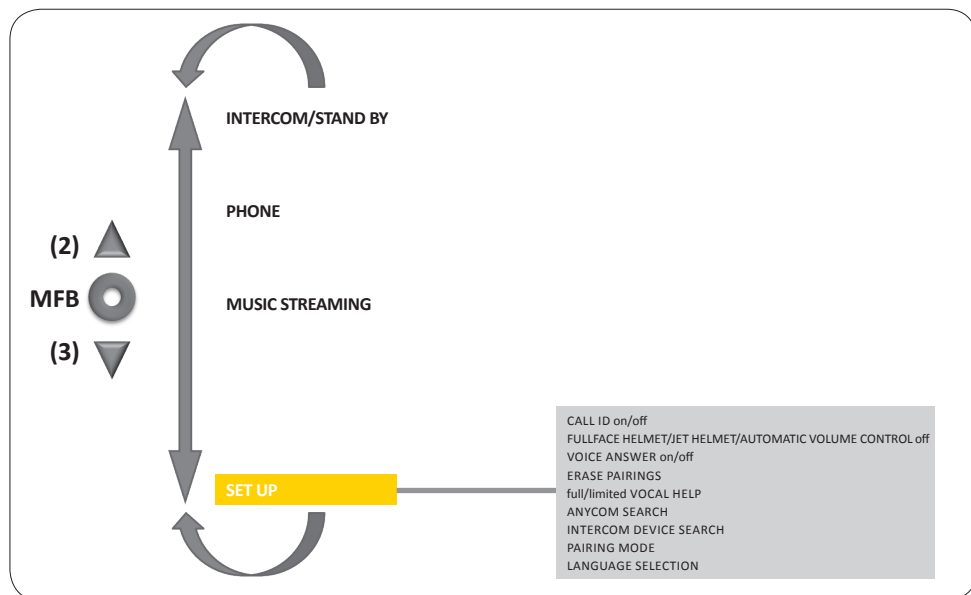 INTERCOM/STAND BY
PHONE
(2)
MFB
MUSIC STREAMING
(3)
SET UP
CALL ID on/off
FULLFACE HELMET/JET HELMET/AUTOMATIC VOLUME CONTROL off
VOICE ANSWER on/off
ERASE PAIRINGS
full/limited VOCAL HELP
ANYCOM SEARCH
INTERCOM DEVICE SEARCH
PAIRING MODE
LANGUAGE SELECTION